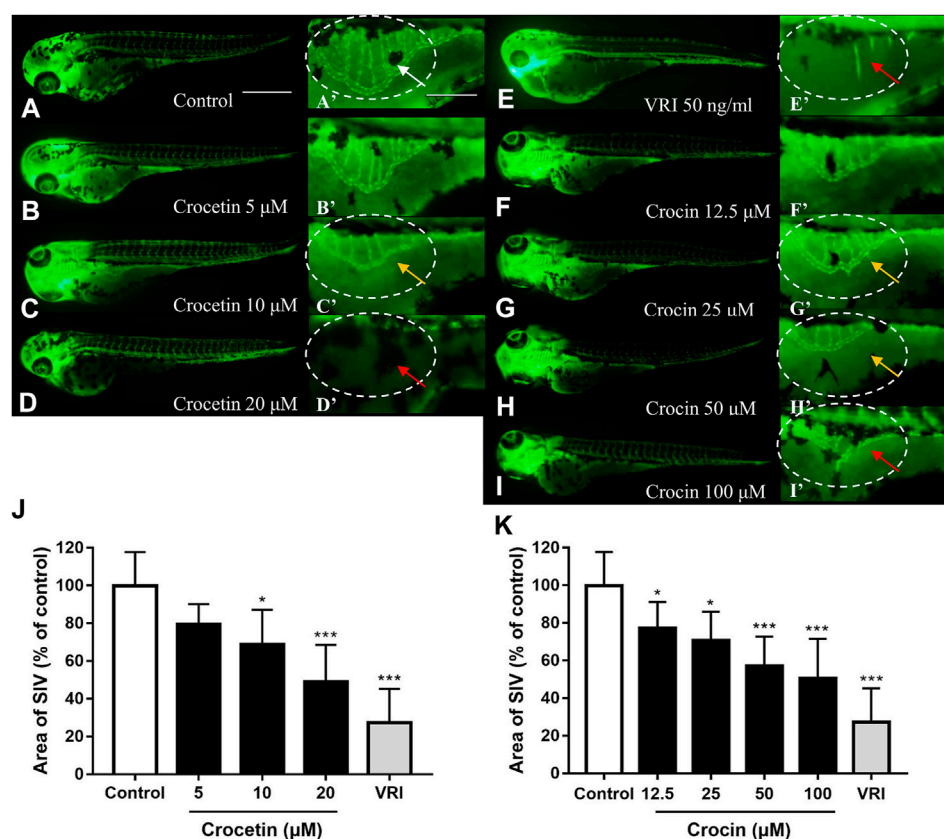 A
Control
A’
B
Crocetin 5 μM
B’
C
Crocetin 10 μM
C’
D
Crocetin 20 μM
D’
E
VRI 50 ng/ml
E’
F
Crocin 12.5 μM
F’
G
Crocin 25 μM
G’
H
Crocin 50 μM
H’
I
Crocin 100 μM
I’
J
Area of SIV (% of control)
120
100
80
60
40
20
0
*
***
***
Control 5 10 20 VRI
Crocetin (μM)
K
Area of SIV (% of control)
120
100
80
60
40
20
0
*
*
***
***
***
Control 12.5 25 50 100 VRI
Crocin (μM)